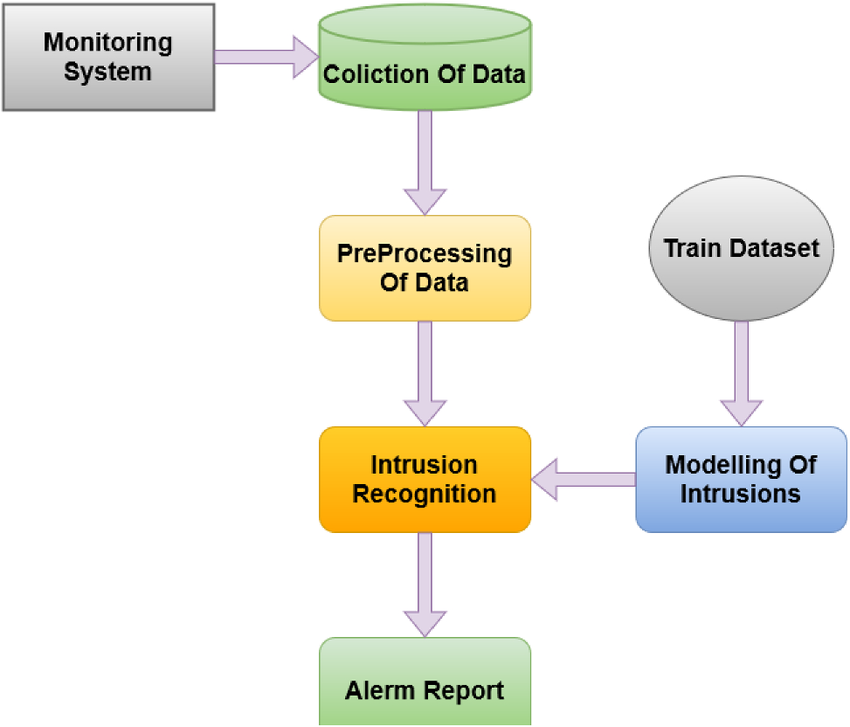 Monitoring
System
Coliction Of Data
PreProcessing
Of Data
Train Dataset
Intrusion
Recognition
Modelling Of
Intrusions
Alerm Report